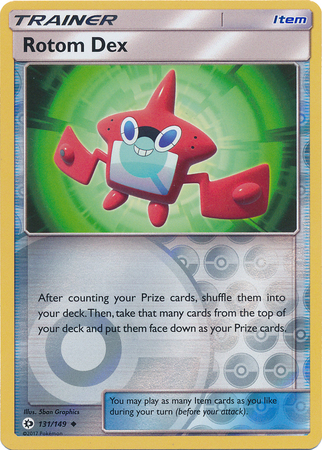 TRAINER
Item
Rotom Dex
After counting your Prize cards, shuffle them into
your deck. Then, take that many cards from the top of
your deck and put them face down as your Prize cards.
You may play as many Item cards as you like
during your turn (before your attack).
Illus. 5ban Graphics
131/149
©2017 Pokémon